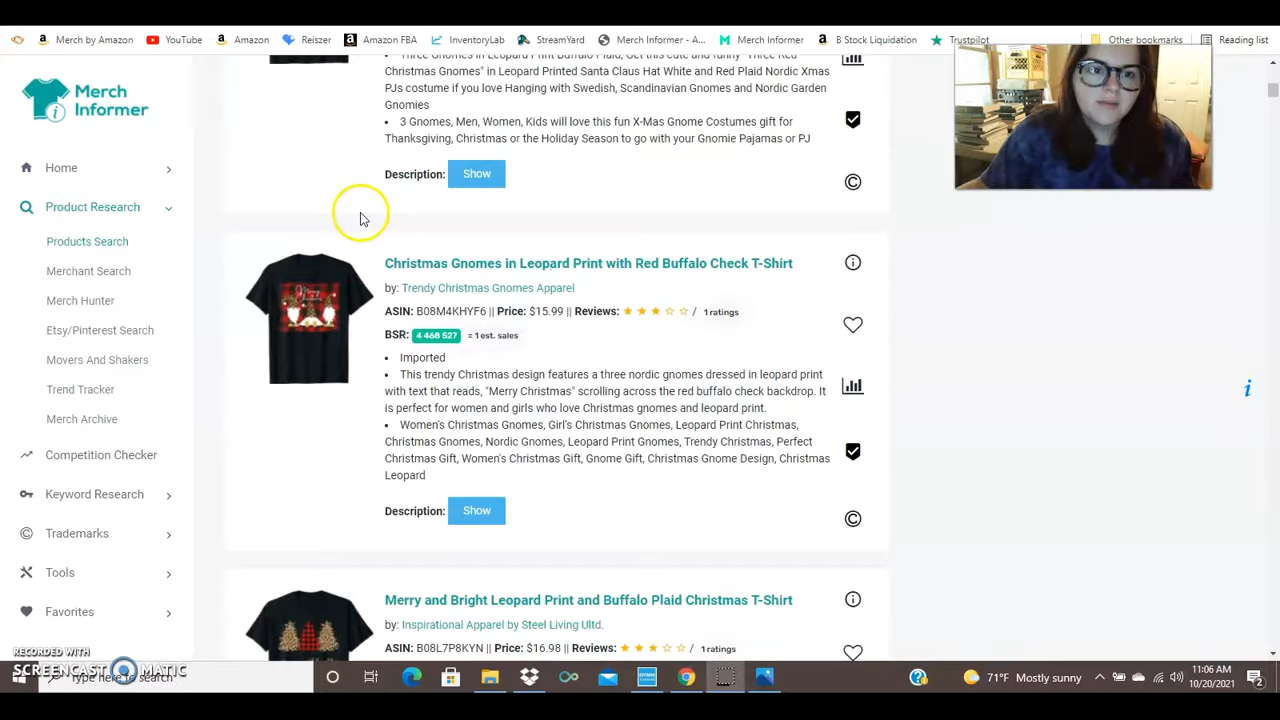 Merch by Amazon YouTube Amazon Reiszer Amazon FBA InventoryLab StreamYard Merch Informer - A... Merch Informer B Stock Liquidation Trustpilot Other bookmarks Reading list
Merch
Informer
Home
Product Research
Products Search
Merchant Search
Merch Hunter
Etsy/Pinterest Search
Movers And Shakers
Trend Tracker
Merch Archive
Competition Checker
Keyword Research
Trademarks
Tools
Favorites
Christmas Gnomes" in Leopard Printed Santa Claus Hat White and Red Plaid Nordic Xmas
PJs costume if you love Hanging with Swedish, Scandinavian Gnomes and Nordic Garden
Gnomies
• 3 Gnomes, Men, Women, Kids will love this fun X-Mas Gnome Costumes gift for
Thanksgiving, Christmas or the Holiday Season to go with your Gnomie Pajamas or PJ
Description: Show
Christmas Gnomes in Leopard Print with Red Buffalo Check T-Shirt
by: Trendy Christmas Gnomes Apparel
ASIN: B08M4KHYF6 || Price: $15.99 || Reviews: / 1 ratings
BSR: 4 468 527 = 1 est. sales
• Imported
• This trendy Christmas design features a three nordic gnomes dressed in leopard print
with text that reads, "Merry Christmas" scrolling across the red buffalo check backdrop. It
is perfect for women and girls who love Christmas gnomes and leopard print.
• Women's Christmas Gnomes, Girl's Christmas Gnomes, Leopard Print Christmas,
Christmas Gnomes, Nordic Gnomes, Leopard Print Gnomes, Trendy Christmas, Perfect
Christmas Gift, Women's Christmas Gift, Gnome Gift, Christmas Gnome Design, Christmas
Leopard
Description: Show
Merry and Bright Leopard Print and Buffalo Plaid Christmas T-Shirt
by: Inspirational Apparel by Steel Living Ultd.
ASIN: B08L7P8KYN || Price: $16.98 || Reviews: / 1 ratings
RECORDED WITH
SCREENCAST MATIC
Type here to search
71°F Mostly sunny
11:06 AM
10/20/2021
2